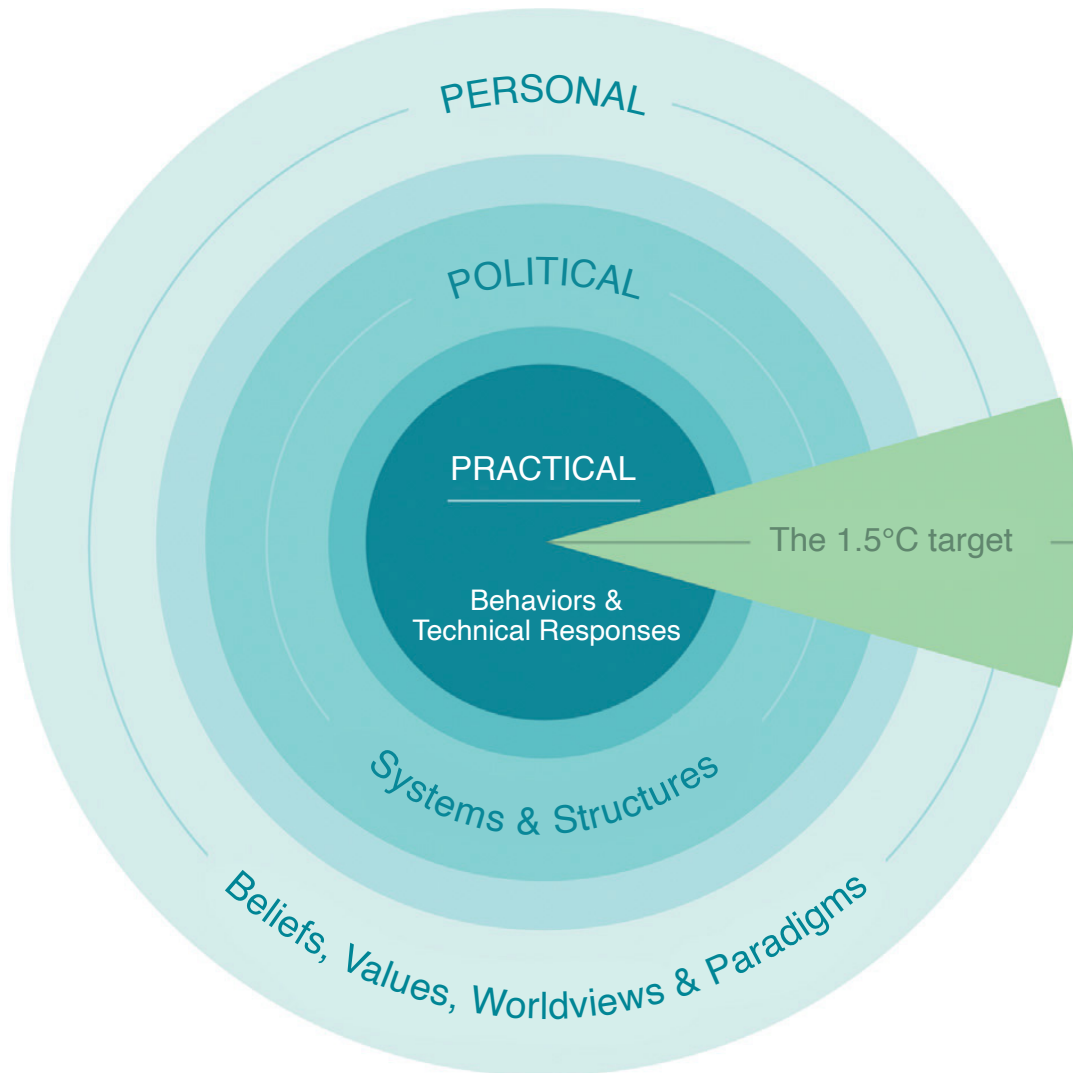 PERSONAL
POLITICAL
PRACTICAL
The 1.5°C target
Behaviors &
Technical Responses
Systems & Structures
Beliefs, Values, Worldviews & Paradigms